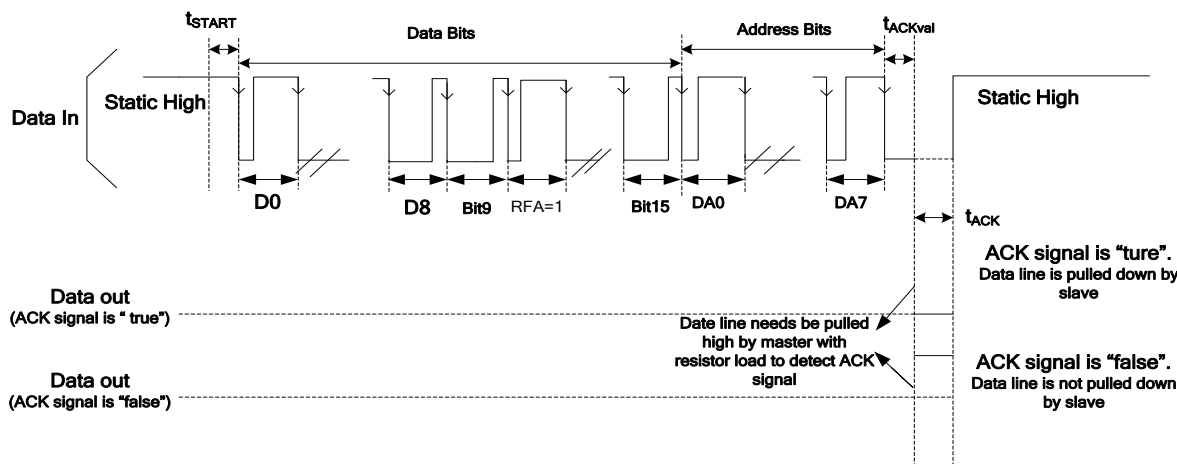 tSTART
Data Bits
Address Bits
tACKval
Data In
Static High
Static High
D0
D8
Bit9
RFA=1
Bit15
DA0
DA7
tACK
ACK signal is "ture".
Data line is pulled down by
slave
Data out
(ACK signal is " true")
Date line needs be pulled
high by master with
resistor load to detect ACK
signal
ACK signal is "false".
Data line is not pulled down
by slave
Data out
(ACK signal is "false")